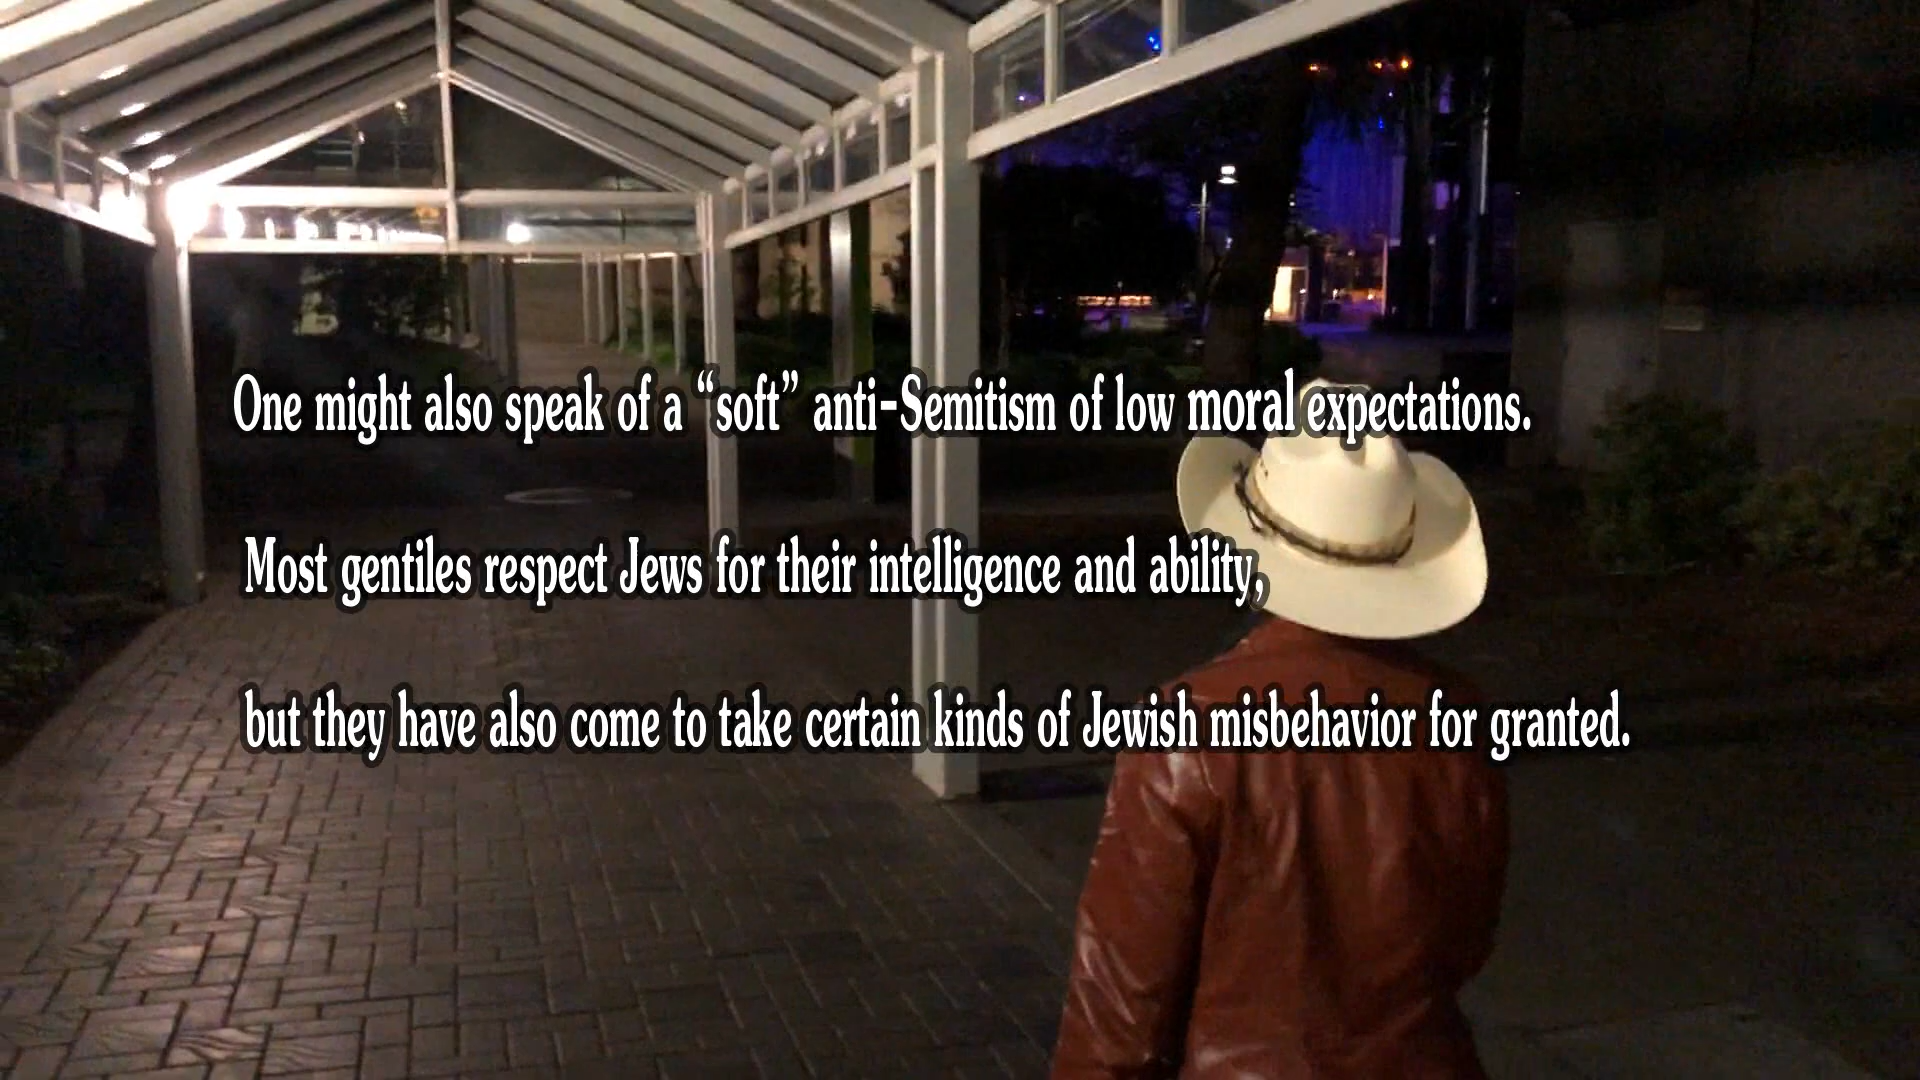 One might also speak of a “soft” anti-Semitism of low moral expectations.
Most gentiles respect Jews for their intelligence and ability,
but they have also come to take certain kinds of Jewish misbehavior for granted.